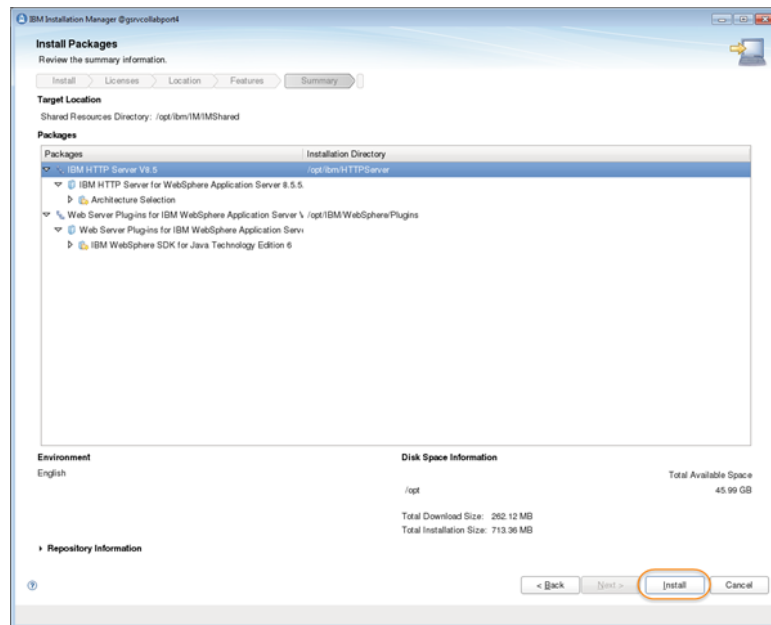 IBM Installation Manager @gsrvcollabport4
Install Packages
Review the summary information.
Install Licenses Location Features Summary
Target Location
Shared Resources Directory: /opt/ibm/IM/IMShared
Packages
Packages Installation Directory
IBM HTTP Server V8.5 /opt/ibm/HTTPServer
IBM HTTP Server for WebSphere Application Server 8.5.5.
Architecture Selection
Web Server Plug-ins for IBM WebSphere Application Server V /opt/IBM/WebSphere/Plugins
Web Server Plug-ins for IBM WebSphere Application Serv
IBM WebSphere SDK for Java Technology Edition 6
Environment Disk Space Information
English Total Available Space
/opt 45.99 GB
Total Download Size: 262.12 MB
Total Installation Size: 713.36 MB
Repository Information
< Back Next > Install Cancel